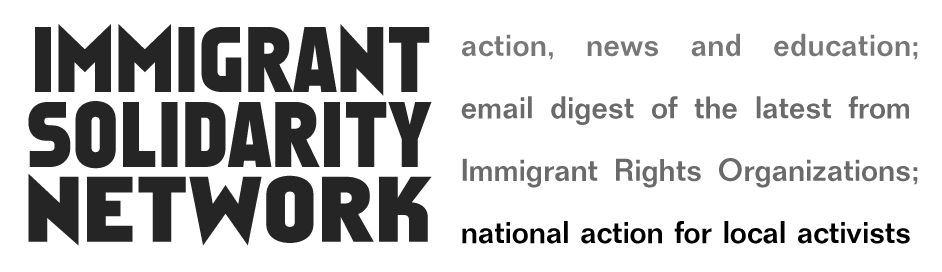 IMMIGRANT
SOLIDARITY
NETWORK
action, news and education;
email digest of the latest from
Immigrant Rights Organizations;
national action for local activists